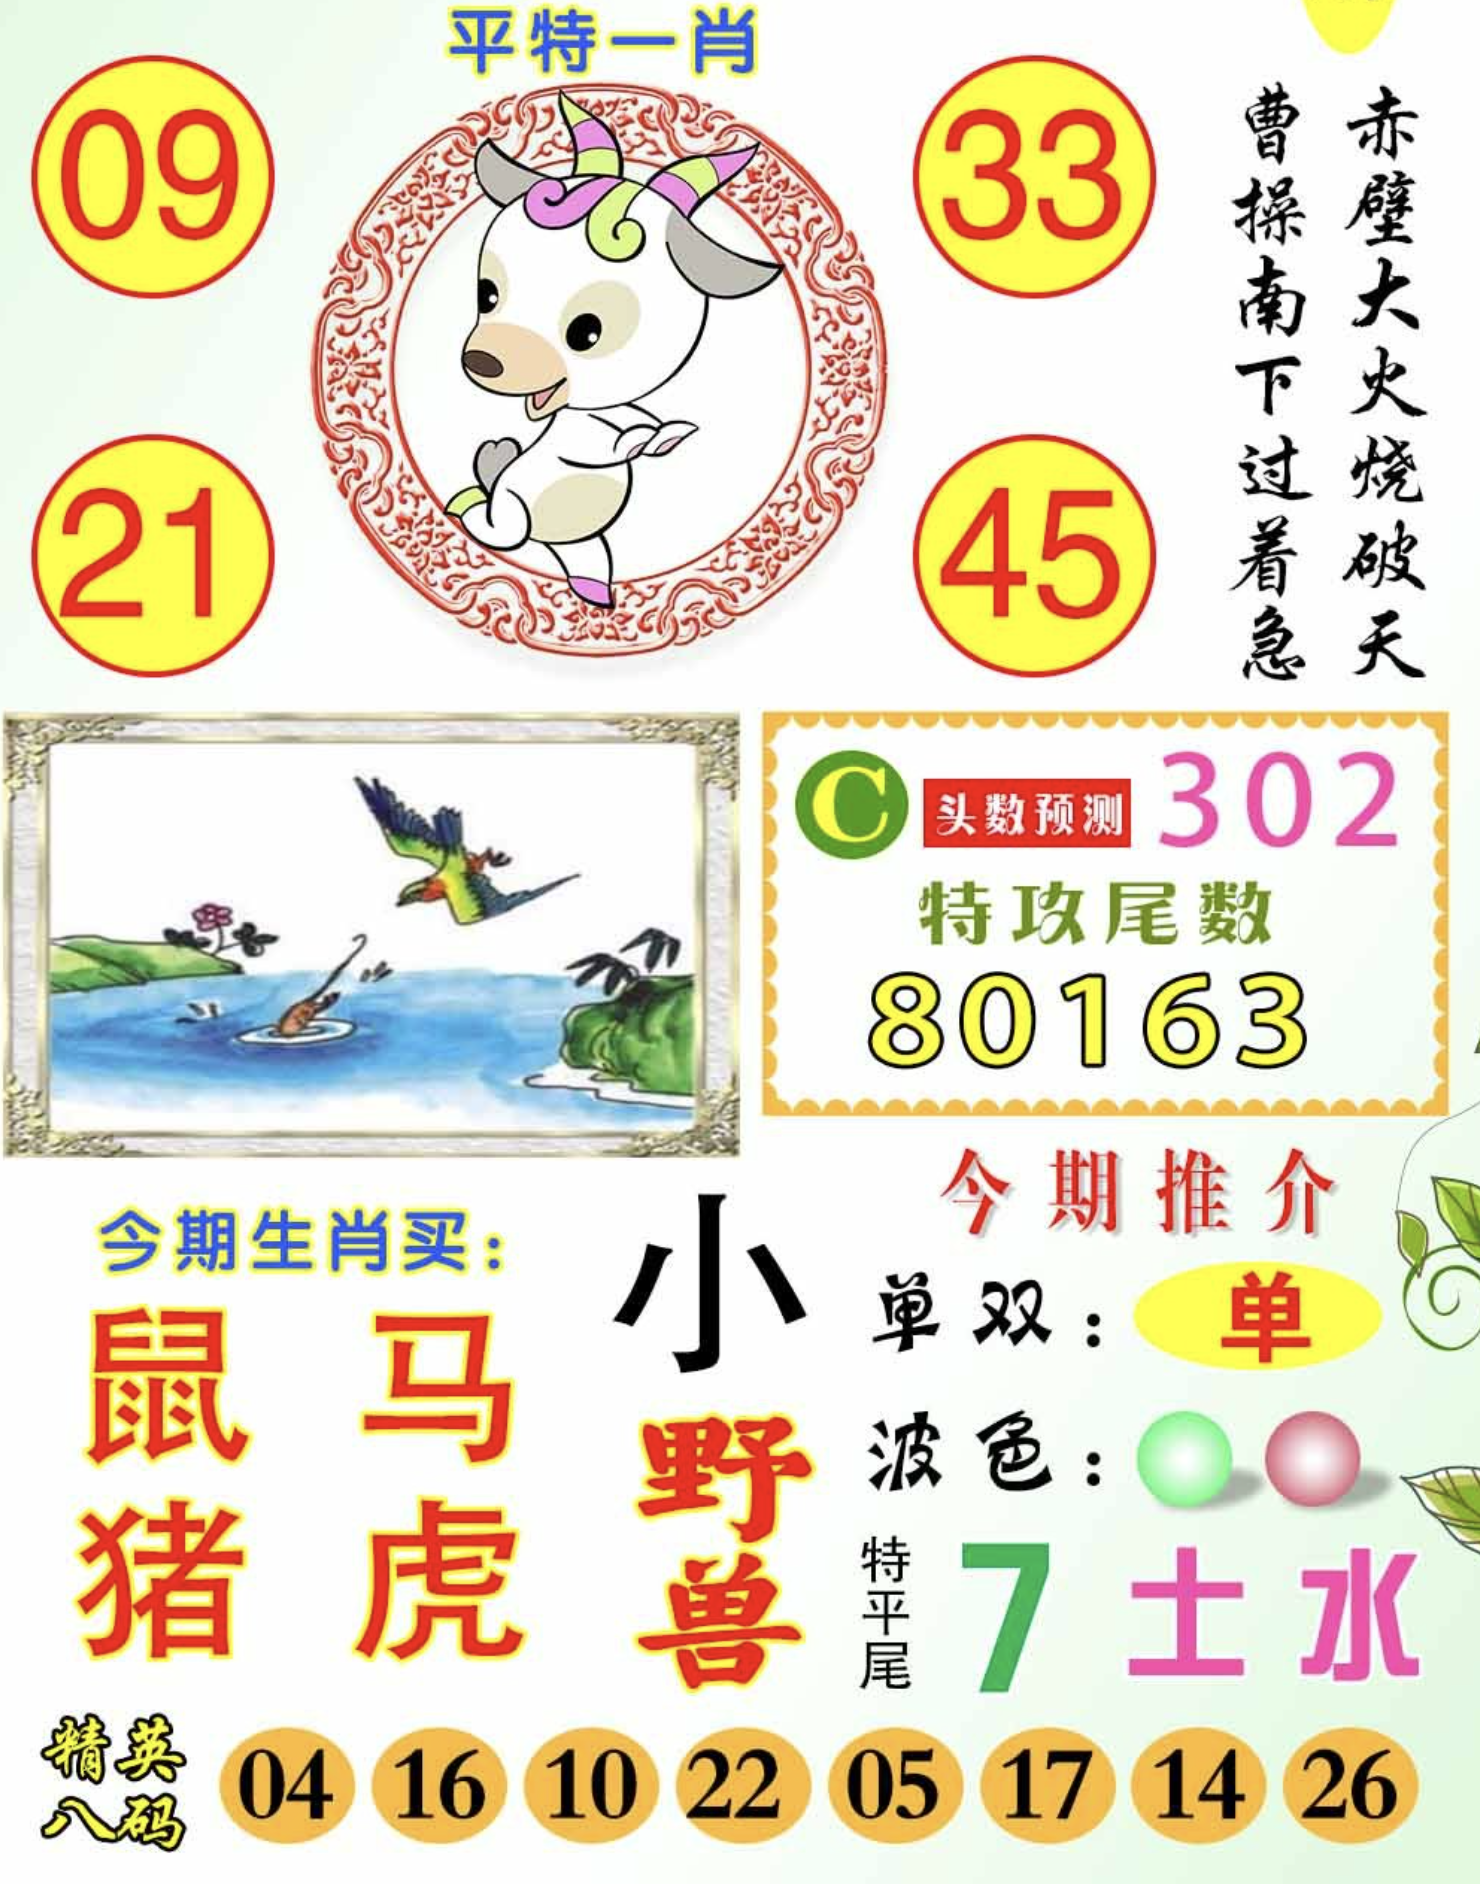 平特一肖
09
33
21
45
赤壁大火烧破天
曹操南下过着急
C 头数预测 302
特攻尾数
80163
今期推介
今期生肖买：
鼠 马
猪 虎
小
野兽
单双：单
波色：
特平尾 7 土 水
精英八码 04 16 10 22 05 17 14 26